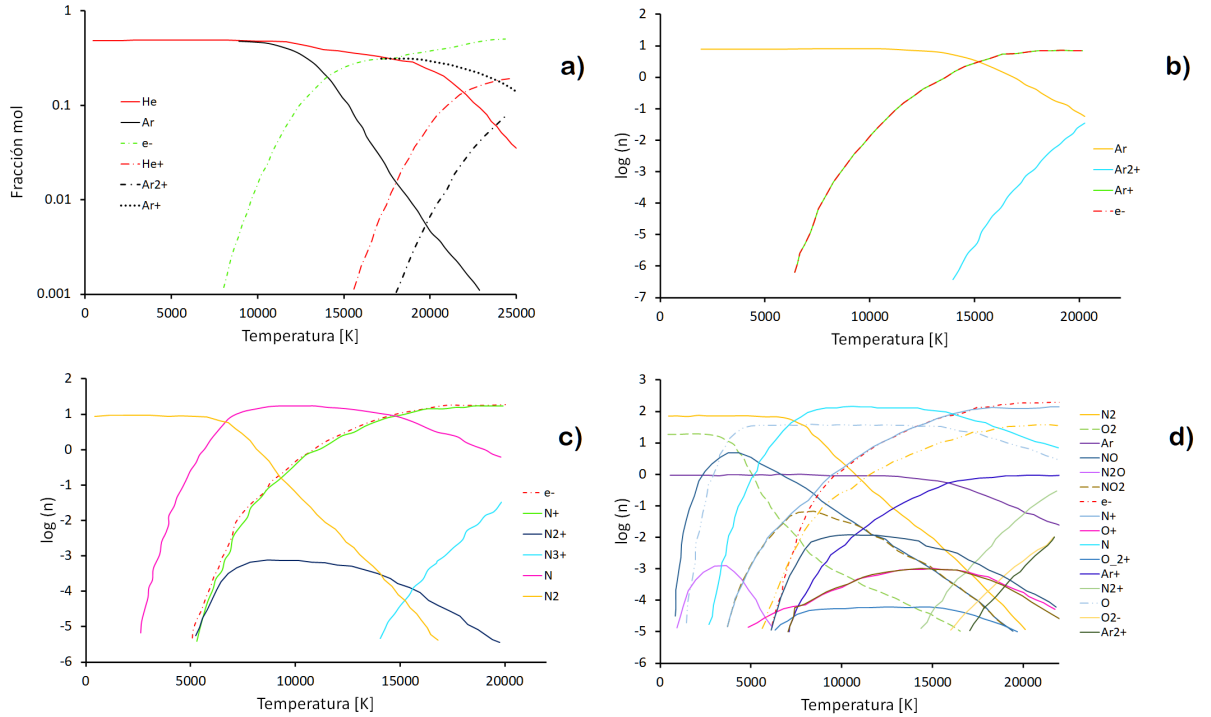 a)
1
0.1
0.01
0.001
Fracción mol
He
Ar
e-
He+
Ar2+
Ar+
0
5000
10000
15000
20000
25000
Temperatura [K]
b)
2
1
0
-1
-2
-3
-4
-5
-6
-7
log (n)
Ar
Ar2+
Ar+
e-
0
5000
10000
15000
20000
Temperatura [K]
c)
2
1
0
-1
-2
-3
-4
-5
-6
log (n)
e-
N+
N2+
N3+
N
N2
0
5000
10000
15000
20000
Temperatura [K]
d)
3
2
1
0
-1
-2
-3
-4
-5
log (n)
N2
O2
Ar
NO
N2O
NO2
e-
N+
O+
N
O_2+
Ar+
N2+
O
O2-
Ar2+
0
5000
10000
15000
20000
Temperatura [K]